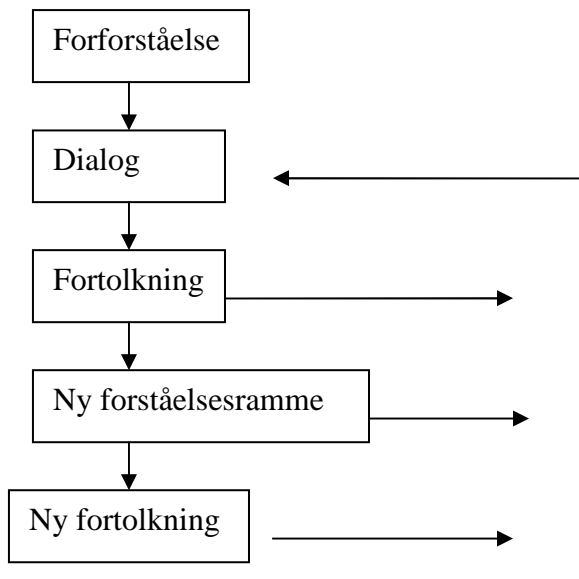 Forforståelse
Dialog
Fortolkning
Ny forståelsesramme
Ny fortolkning